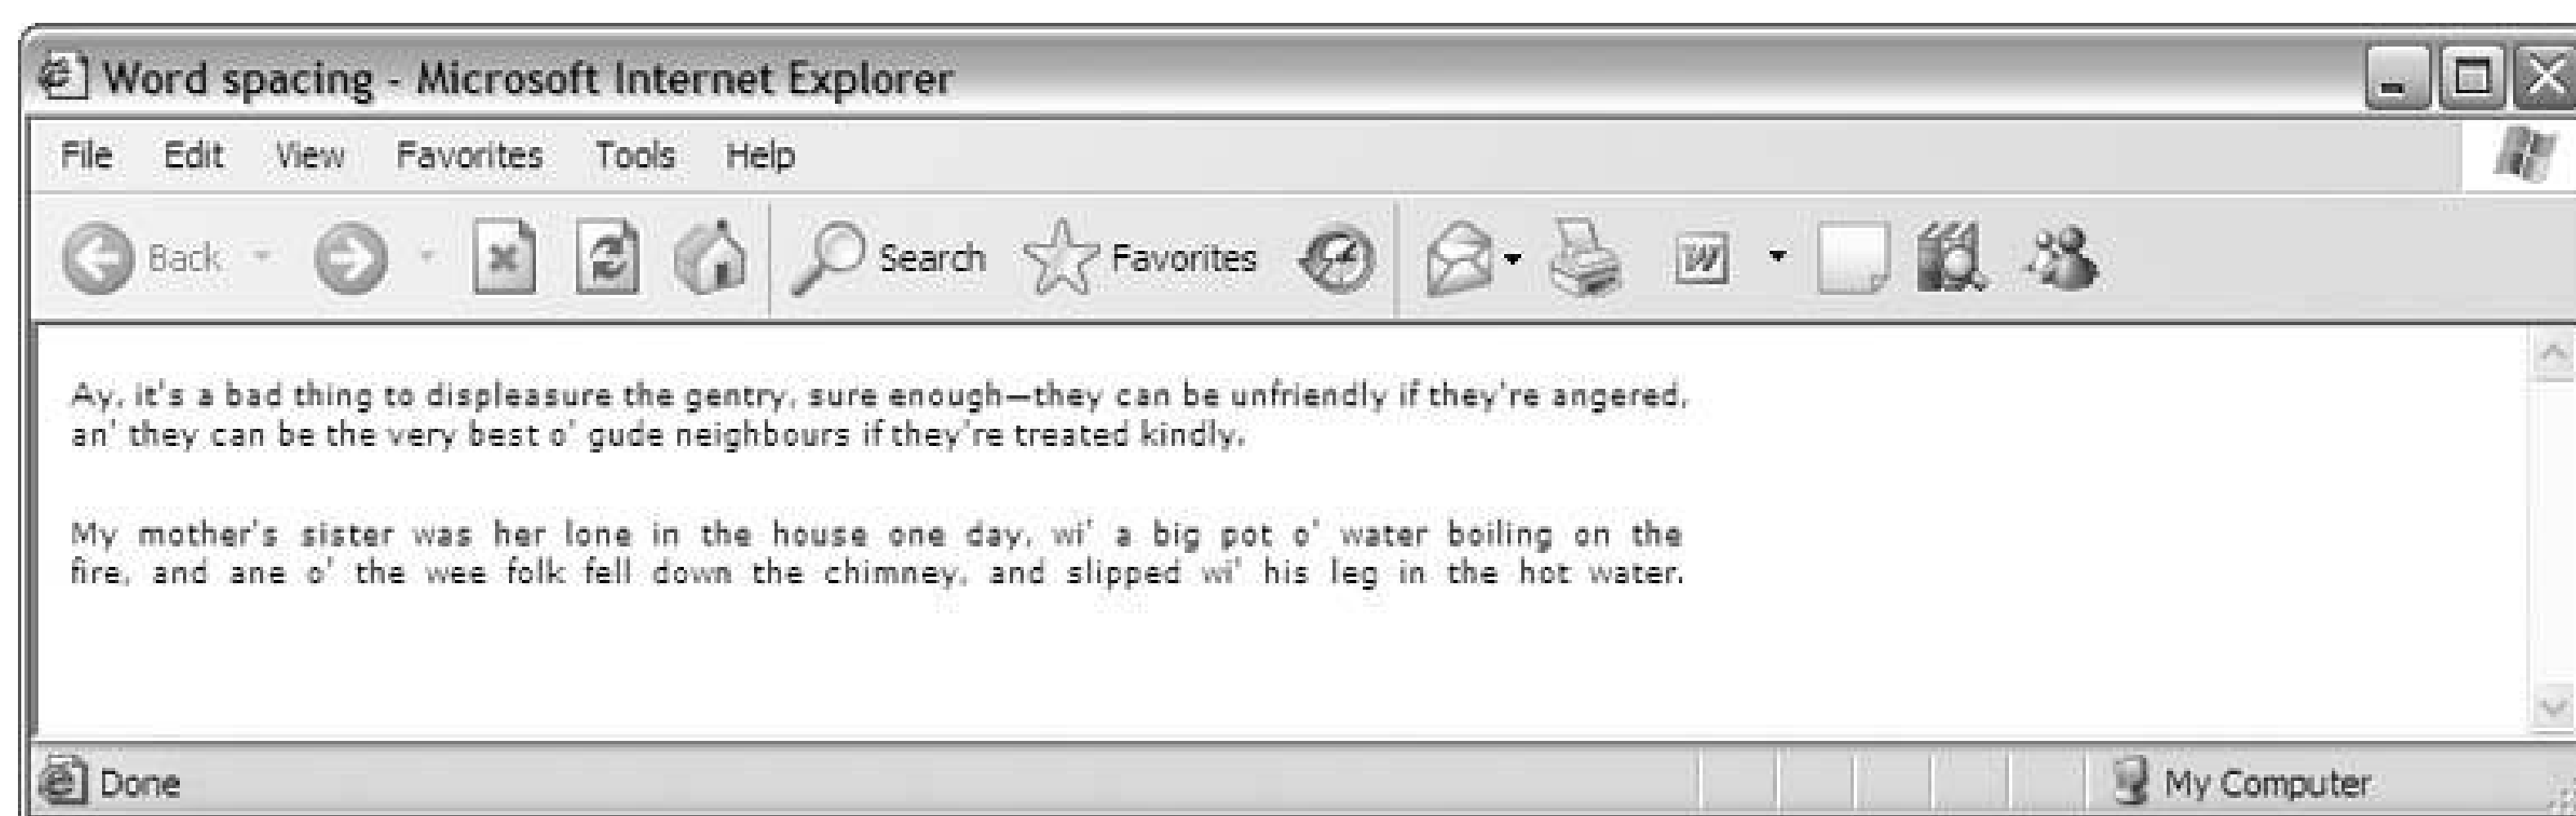 Word spacing - Microsoft Internet Explorer
File Edit View Favorites Tools Help
Back Search Favorites W
Ay, it's a bad thing to displeasure the gentry, sure enough—they can be unfriendly if they're angered,
an' they can be the very best o' gude neighbours if they're treated kindly.
My mother's sister was her lone in the house one day, wi' a big pot o' water boiling on the
fire, and ane o' the wee folk fell down the chimney, and slipped wi' his leg in the hot water.
Done My Computer